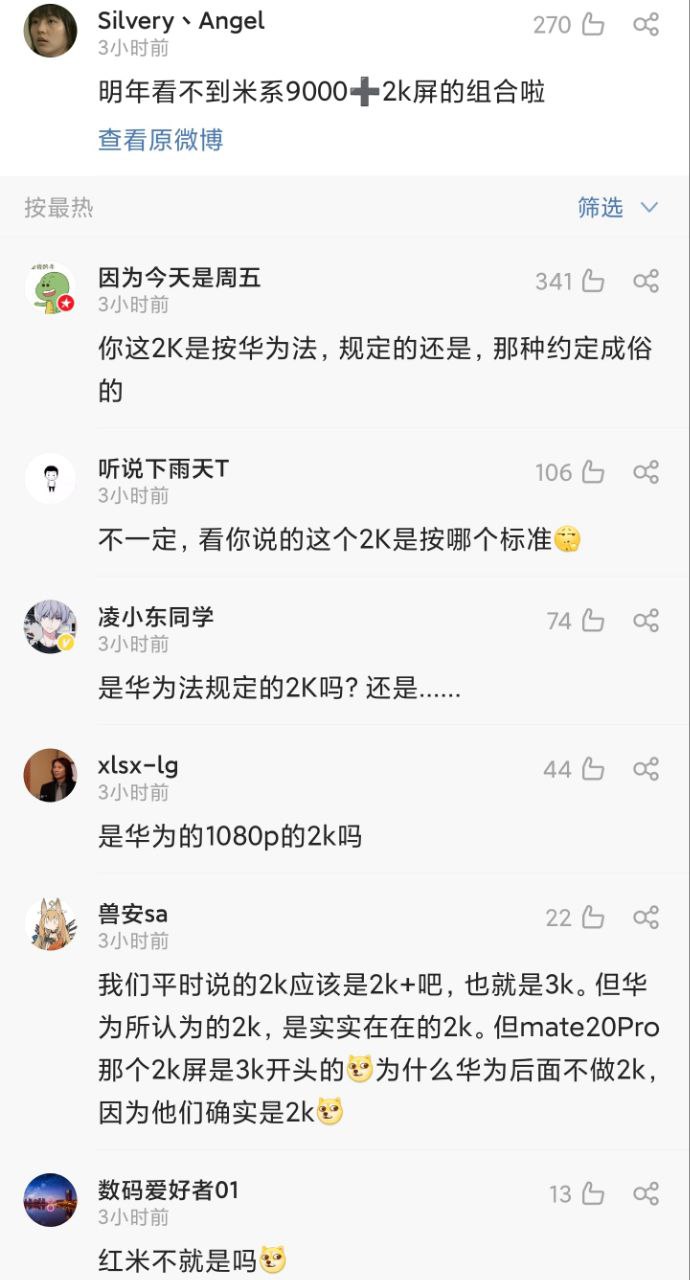 Silvery丶Angel
270
3小时前
明年看不到米系9000➕2k屏的组合啦
查看原微博
按最热
筛选
因为今天是周五
341
3小时前
你这2K是按华为法，规定的还是，那种约定成俗
的
听说下雨天T
106
3小时前
不一定，看你说的这个2K是按哪个标准
凌小东同学
74
3小时前
是华为法规定的2K吗？还是......
xlsx-lg
44
3小时前
是华为的1080p的2k吗
兽安sa
22
3小时前
我们平时说的2k应该是2k+吧，也就是3k。但华
为所认为的2k，是实实在在的2k。但mate20Pro
那个2k屏是3k开头的为什么华为后面不做2k，
因为他们确实是2k
数码爱好者01
13
3小时前
红米不就是吗